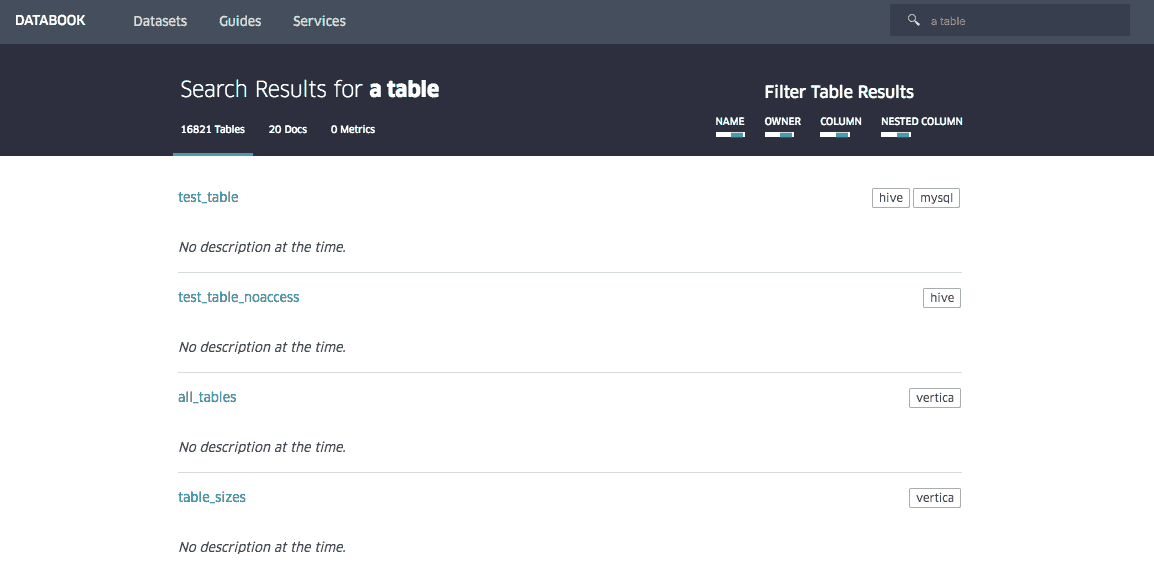 DATABOOK Datasets Guides Services a table
Search Results for a table
Filter Table Results
16821 Tables 20 Docs 0 Metrics
NAME OWNER COLUMN NESTED COLUMN
test_table hive mysql
No description at the time.
test_table_noaccess hive
No description at the time.
all_tables vertica
No description at the time.
table_sizes vertica
No description at the time.